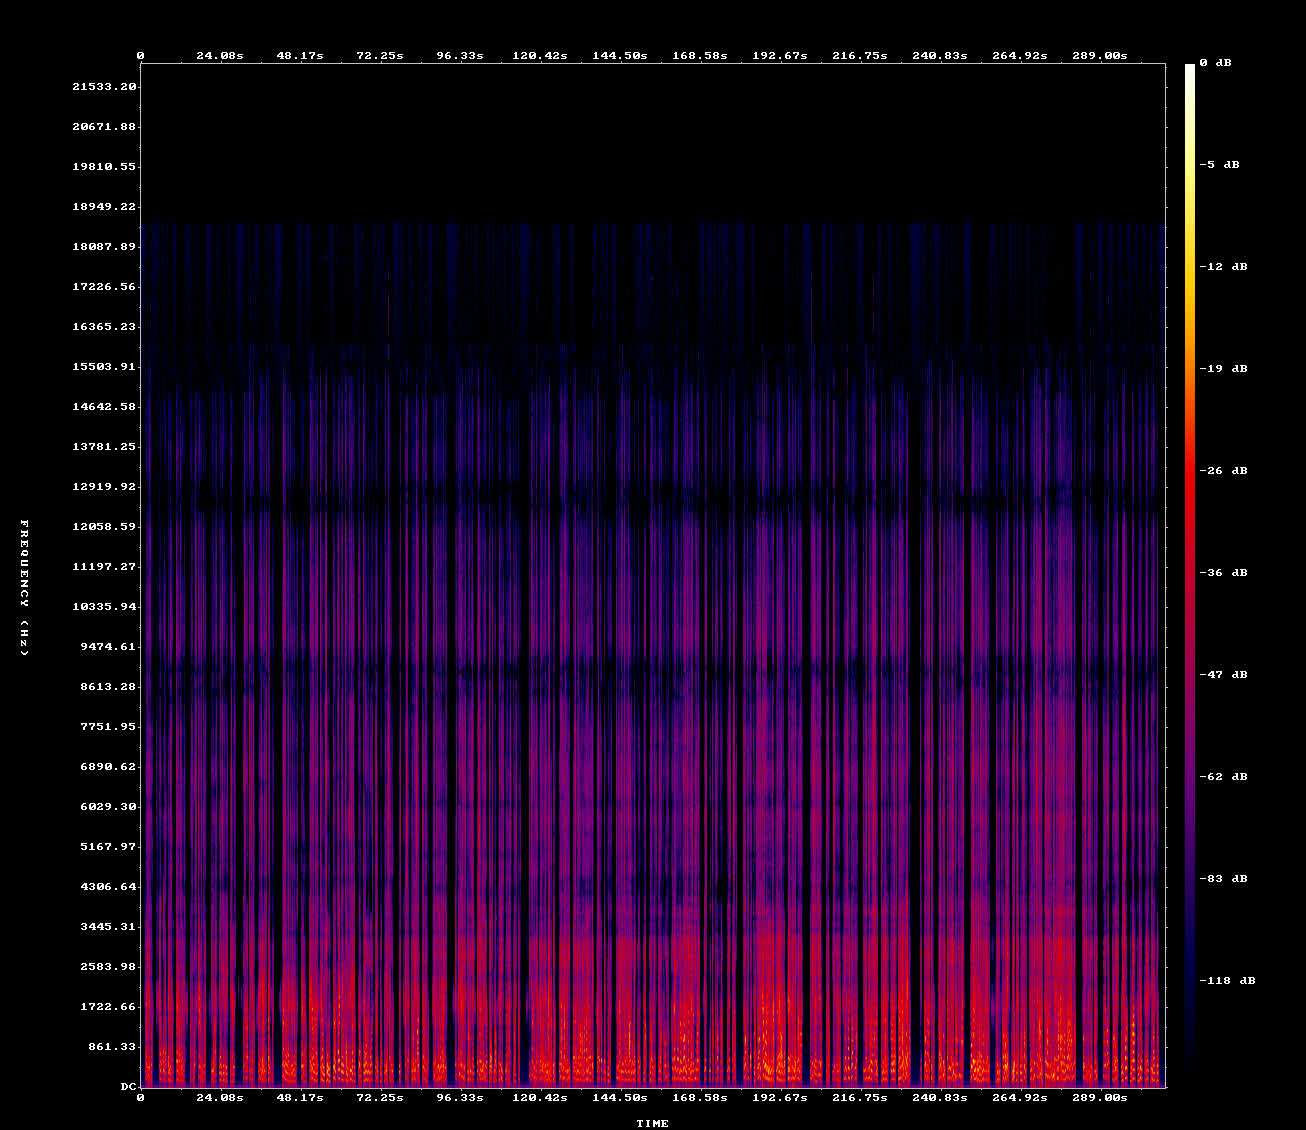 0 24.08s 48.17s 72.25s 96.33s 120.42s 144.50s 168.58s 192.67s 216.75s 240.83s 264.92s 289.00s
0 dB
21533.20
20671.88
19810.55
-5 dB
18949.22
18087.89
-12 dB
17226.56
16365.23
15503.91
-19 dB
14642.58
13781.25
-26 dB
12919.92
12058.59
11197.27
-36 dB
10335.94
9474.61
-47 dB
8613.28
7751.95
6890.62
-62 dB
6029.30
5167.97
4306.64
-83 dB
3445.31
2583.98
-118 dB
1722.66
861.33
DC
FREQUENCY (Hz)
0 24.08s 48.17s 72.25s 96.33s 120.42s 144.50s 168.58s 192.67s 216.75s 240.83s 264.92s 289.00s
TIME